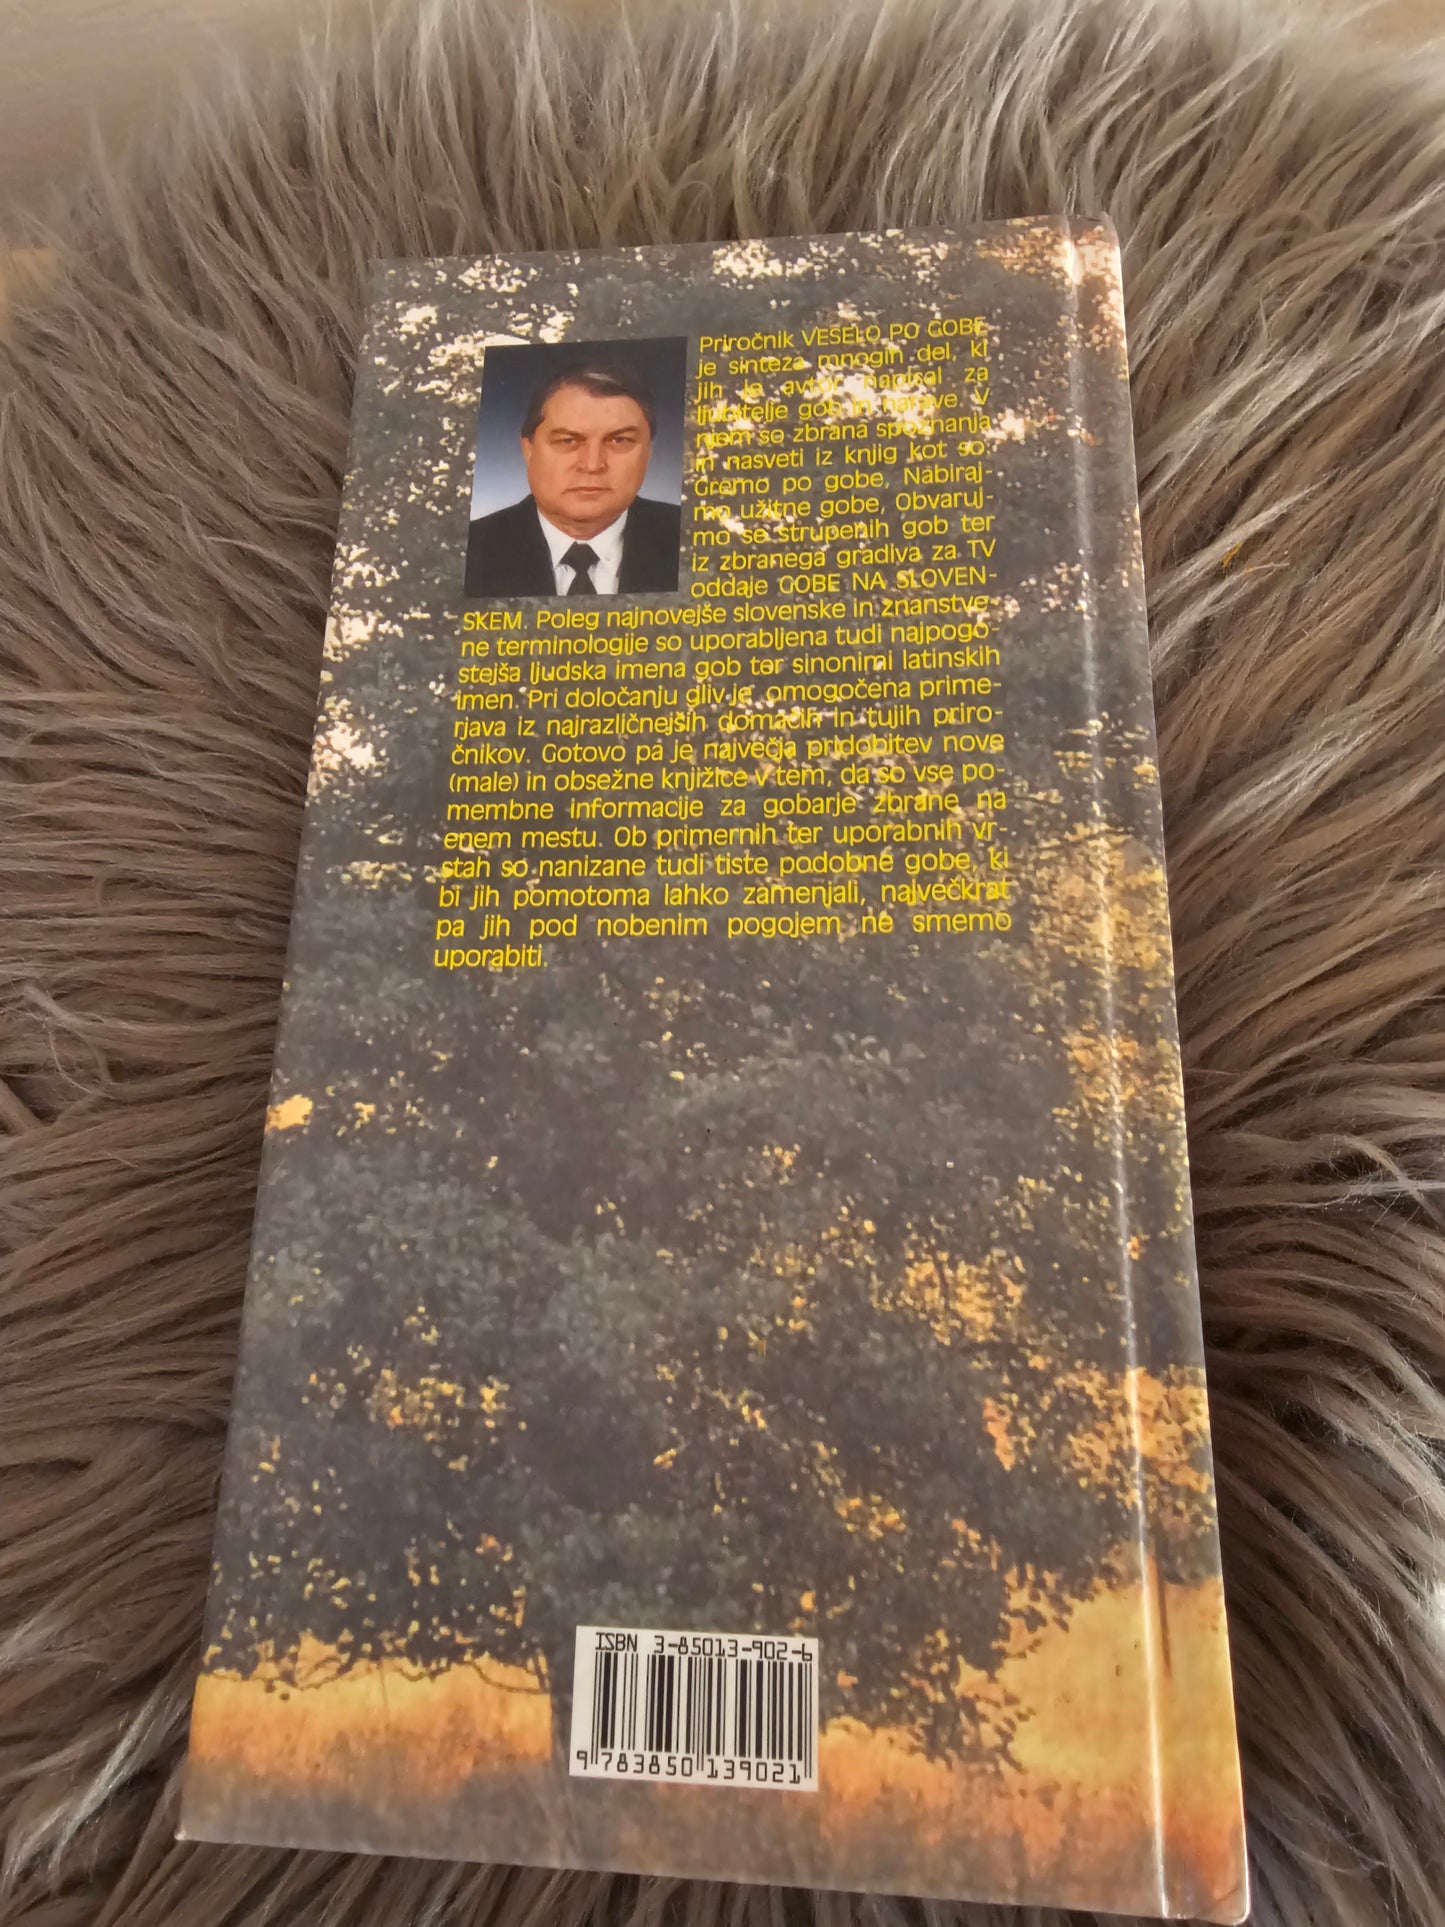 Priročnik VESELO PO GOBE
je sinteza mnogih del, ki
jih je avtor napisal za
ljubitelje gob in narave. V
njem so zbrana spoznanja
in nasveti iz knjig kot so:
Gremo po gobe, Nabiraj-
mo užitne gobe, Obvaruj-
mo se strupenih gob ter
iz zbranega gradiva za TV
oddaje GOBE NA SLOVEN-
SKEM. Poleg najnovejše slovenske in znanstve-
ne terminologije so uporabljena tudi najpogo-
stejša ljudska imena gob ter sinonimi latinskih
imen. Pri določanju gliv je omogočena prime-
rjava iz najrazličnejših domačih in tujih priro-
čnikov. Gotovo pa je največja pridobitev nove
(male) in obsežne knjižice v tem, da so vse po-
membne informacije za gobarje zbrane na
enem mestu. Ob primernih ter uporabnih vr-
stah so nanizane tudi tiste podobne gobe, ki
bi jih pomotoma lahko zamenjali, največkrat
pa jih pod nobenim pogojem ne smemo
uporabiti.
ISBN 3-85013-902-6
9 783850 139021